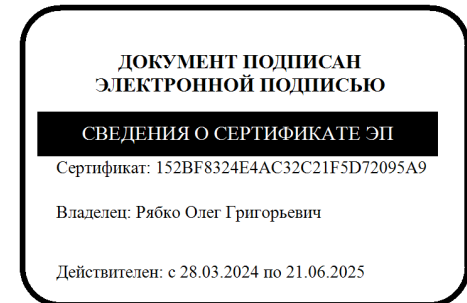 ДОКУМЕНТ ПОДПИСАН
ЭЛЕКТРОННОЙ ПОДПИСЬЮ
СВЕДЕНИЯ О СЕРТИФИКАТЕ ЭП
Сертификат: 152BF8324E4AC32C21F5D72095A9
Владелец: Рябко Олег Григорьевич
Действителен: с 28.03.2024 по 21.06.2025